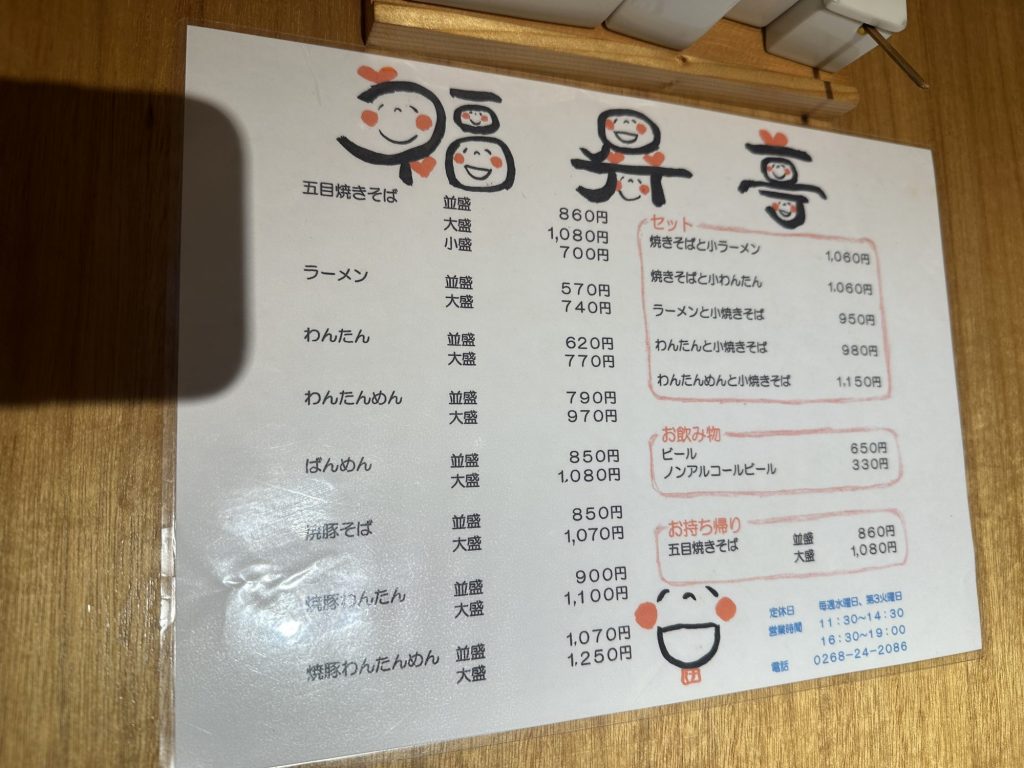 福昇喜
五目焼きそば 並盛 860円
大盛 1,080円
小盛 700円
ラーメン 並盛 570円
大盛 740円
わんたん 並盛 620円
大盛 770円
わんたんめん 並盛 790円
大盛 970円
ばんめん 並盛 850円
大盛 1,080円
焼豚そば 並盛 850円
大盛 1,070円
焼豚わんたん 並盛 900円
大盛 1,100円
焼豚わんたんめん 並盛 1,070円
大盛 1,250円
セット
焼きそばと小ラーメン 1,060円
焼きそばと小わんたん 1,060円
ラーメンと小焼きそば 950円
わんたんと小焼きそば 980円
わんたんめんと小焼きそば 1,150円
お飲み物
ビール 650円
ノンアルコールビール 330円
お持ち帰り
五目焼きそば 並盛 860円
大盛 1,080円
定休日 毎週水曜日、第3火曜日
営業時間 11:30~14:30
16:30~19:00
電話 0268-24-2086